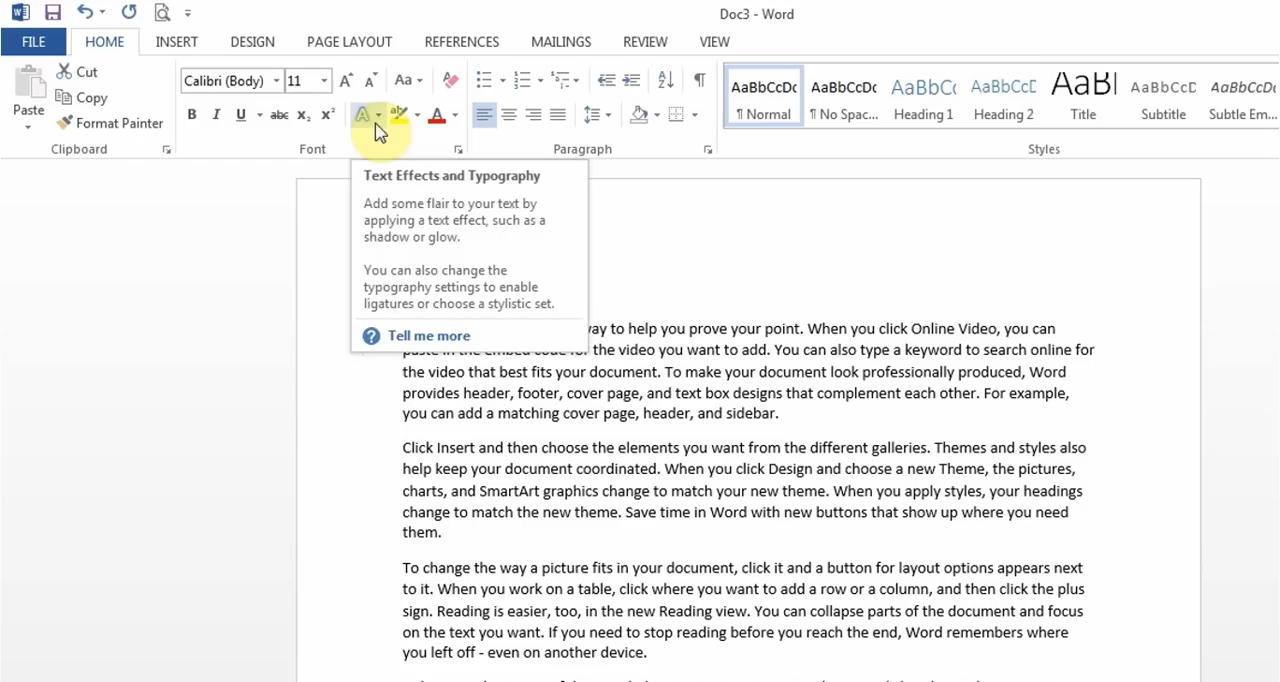 Doc3 - Word
FILE HOME INSERT DESIGN PAGE LAYOUT REFERENCES MAILINGS REVIEW VIEW
Paste
Cut
Copy
Format Painter
Clipboard
Calibri (Body) 11 Aa
B I U abc X₂ X² A A
Font
Paragraph
AaBbCcDc AaBbCcDc AaBbCc AaBbCcD AaB AaBbCcD AaBbCcDc
¶ Normal ¶ No Spac... Heading 1 Heading 2 Title Subtitle Subtle Em...
Styles
Text Effects and Typography
Add some flair to your text by
applying a text effect, such as a
shadow or glow.
You can also change the
typography settings to enable
ligatures or choose a stylistic set.
Tell me more
way to help you prove your point. When you click Online Video, you can
paste in the embed code for the video you want to add. You can also type a keyword to search online for
the video that best fits your document. To make your document look professionally produced, Word
provides header, footer, cover page, and text box designs that complement each other. For example,
you can add a matching cover page, header, and sidebar.
Click Insert and then choose the elements you want from the different galleries. Themes and styles also
help keep your document coordinated. When you click Design and choose a new Theme, the pictures,
charts, and SmartArt graphics change to match your new theme. When you apply styles, your headings
change to match the new theme. Save time in Word with new buttons that show up where you need
them.
To change the way a picture fits in your document, click it and a button for layout options appears next
to it. When you work on a table, click where you want to add a row or a column, and then click the plus
sign. Reading is easier, too, in the new Reading view. You can collapse parts of the document and focus
on the text you want. If you need to stop reading before you reach the end, Word remembers where
you left off - even on another device.